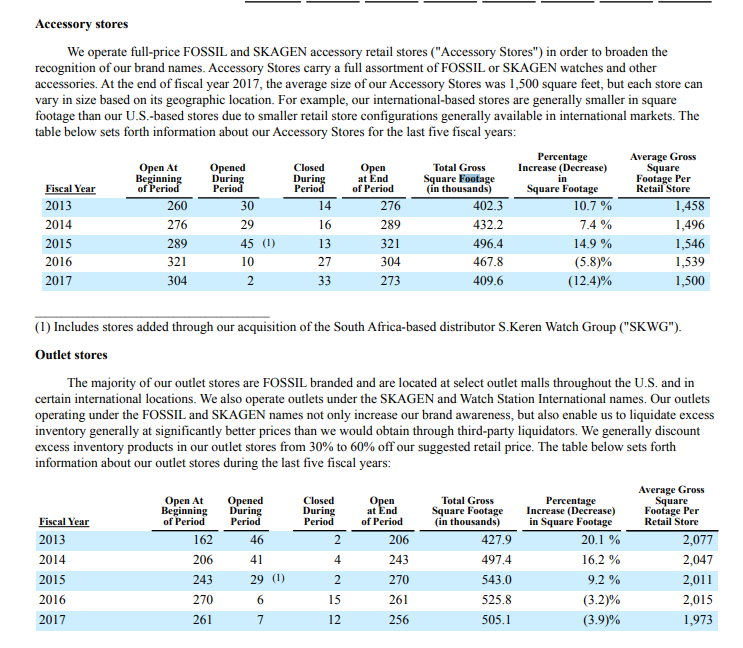 Accessory stores
We operate full-price FOSSIL and SKAGEN accessory retail stores ("Accessory Stores") in order to broaden the
recognition of our brand names. Accessory Stores carry a full assortment of FOSSIL or SKAGEN watches and other
accessories. At the end of fiscal year 2017, the average size of our Accessory Stores was 1,500 square feet, but each store can
vary in size based on its geographic location. For example, our international-based stores are generally smaller in square
footage than our U.S.-based stores due to smaller retail store configurations generally available in international markets. The
table below sets forth information about our Accessory Stores for the last five fiscal years:
Percentage Average Gross
Open At Opened Closed Open Total Gross Increase (Decrease) Square
Beginning During During at End Square Footage in Footage Per
Fiscal Year of Period Period Period of Period (in thousands) Square Footage Retail Store
2013 260 30 14 276 402.3 10.7 % 1,458
2014 276 29 16 289 432.2 7.4 % 1,496
2015 289 45 (1) 13 321 496.4 14.9 % 1,546
2016 321 10 27 304 467.8 (5.8)% 1,539
2017 304 2 33 273 409.6 (12.4)% 1,500
(1) Includes stores added through our acquisition of the South Africa-based distributor S.Keren Watch Group ("SKWG").
Outlet stores
The majority of our outlet stores are FOSSIL branded and are located at select outlet malls throughout the U.S. and in
certain international locations. We also operate outlets under the SKAGEN and Watch Station International names. Our outlets
operating under the FOSSIL and SKAGEN names not only increase our brand awareness, but also enable us to liquidate excess
inventory generally at significantly better prices than we would obtain through third-party liquidators. We generally discount
excess inventory products in our outlet stores from 30% to 60% off our suggested retail price. The table below sets forth
information about our outlet stores during the last five fiscal years:
Average Gross
Open At Opened Closed Open Total Gross Percentage Square
Beginning During During at End Square Footage Increase (Decrease) Footage Per
Fiscal Year of Period Period Period of Period (in thousands) in Square Footage Retail Store
2013 162 46 2 206 427.9 20.1 % 2,077
2014 206 41 4 243 497.4 16.2 % 2,047
2015 243 29 (1) 2 270 543.0 9.2 % 2,011
2016 270 6 15 261 525.8 (3.2)% 2,015
2017 261 7 12 256 505.1 (3.9)% 1,973